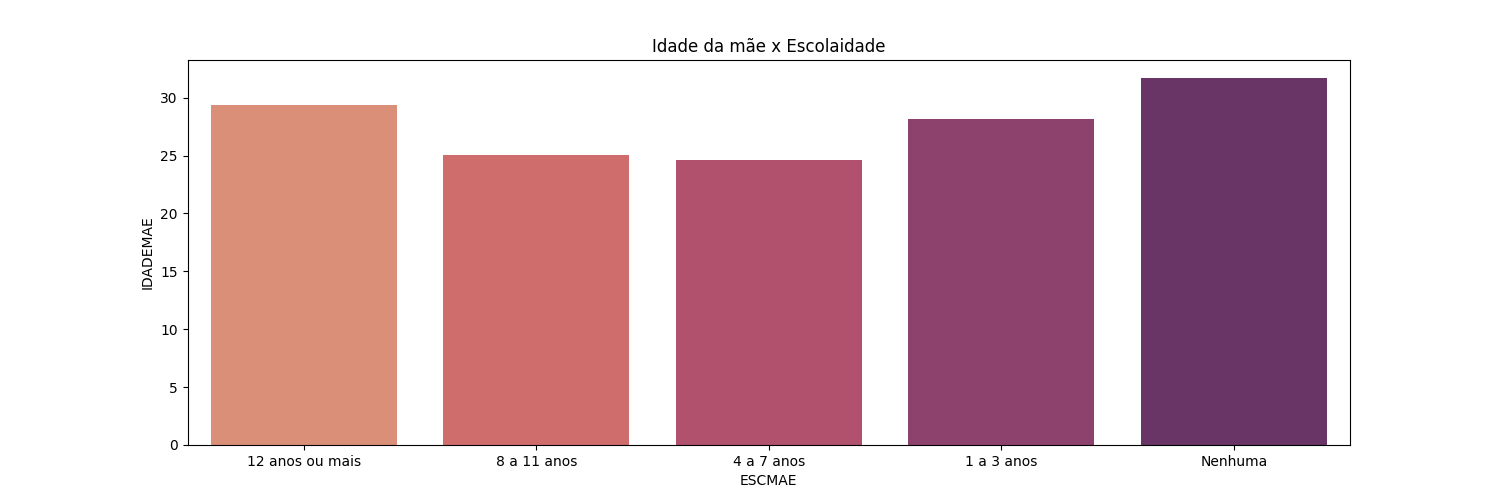 Idade da mãe x Escolaidade
IDADEMAE
30
25
20
15
10
5
0
12 anos ou mais
8 a 11 anos
4 a 7 anos
1 a 3 anos
Nenhuma
ESCMAE